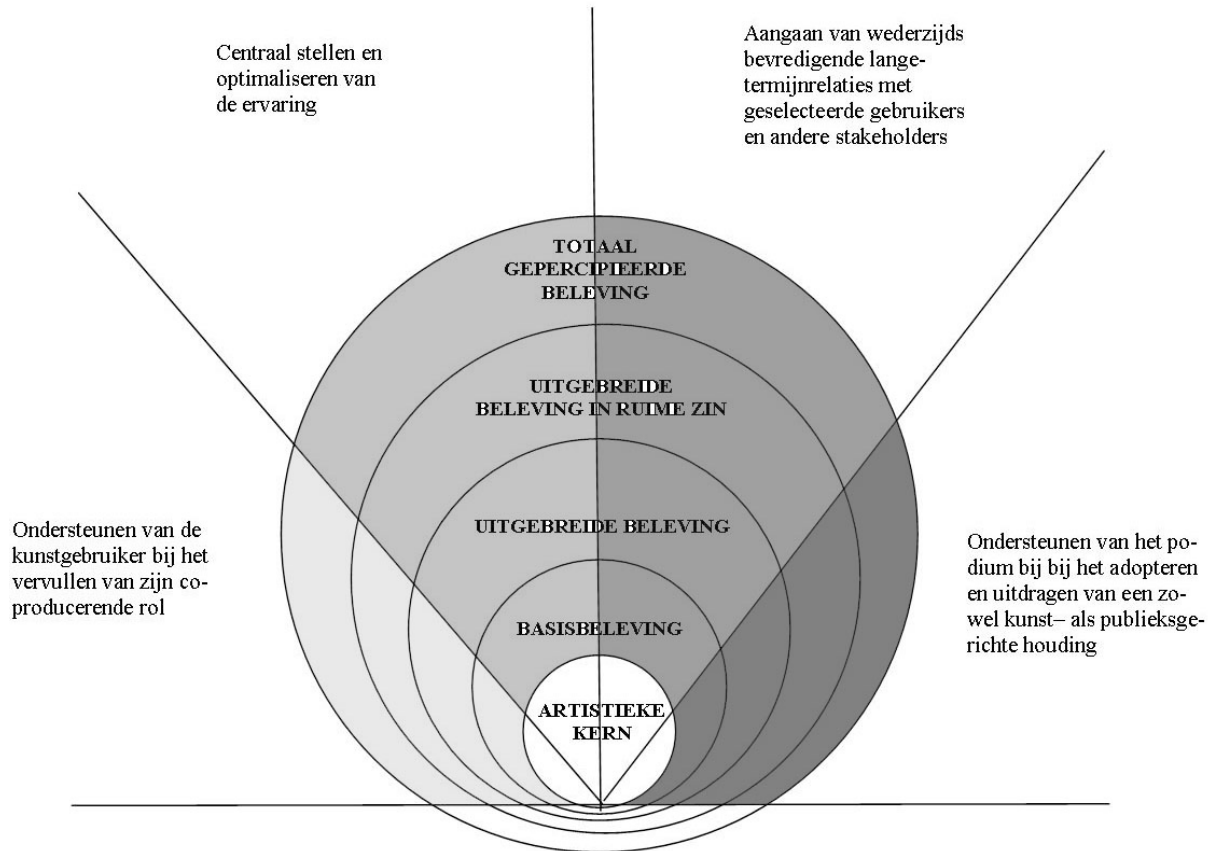 Centraal stellen en
optimaliseren van
de ervaring
Aangaan van wederzijds
bevredigende lange-
termijnrelaties met
geselecteerde gebruikers
en andere stakeholders
TOTAAL
GEPERCIPIEERDE
BELEVING
UITGEBREIDE
BELEVING IN RUIME ZIN
UITGEBREIDE BELEVING
BASISBELEVING
ARTISTIEKE
KERN
Ondersteunen van de
kunstgebruiker bij het
vervullen van zijn co-
producerende rol
Ondersteunen van het po-
dium bij bij het adopteren
en uitdragen van een zo-
wel kunst– als publieksge-
richte houding